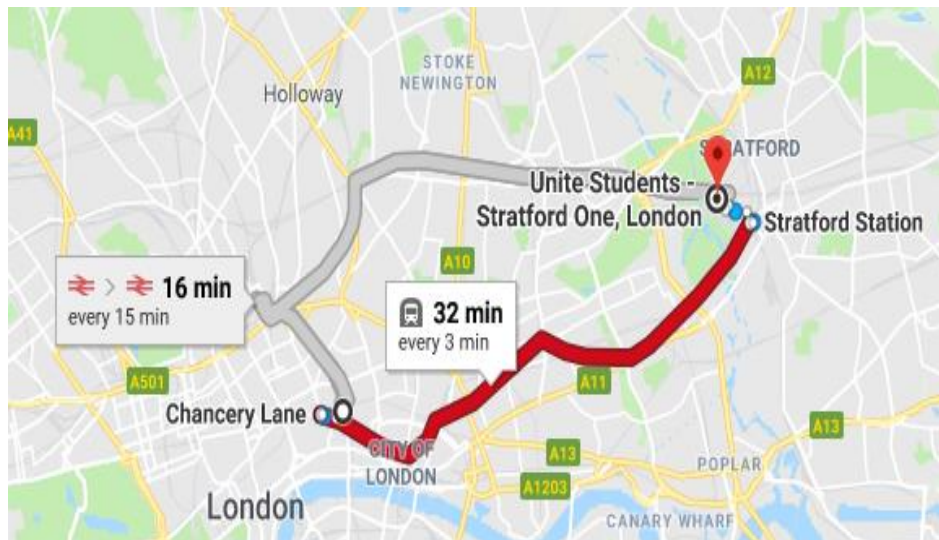 A12
STOKE
NEWINGTON
Holloway
A41
STRATFORD
Unite Students -
Stratford One, London
Stratford Station
A10
> 16 min
every 15 min
32 min
every 3 min
A501
A11
Chancery Lane
CITY OF
LONDON
A13
A13
POPLAR
A1203
London
CANARY WHARF